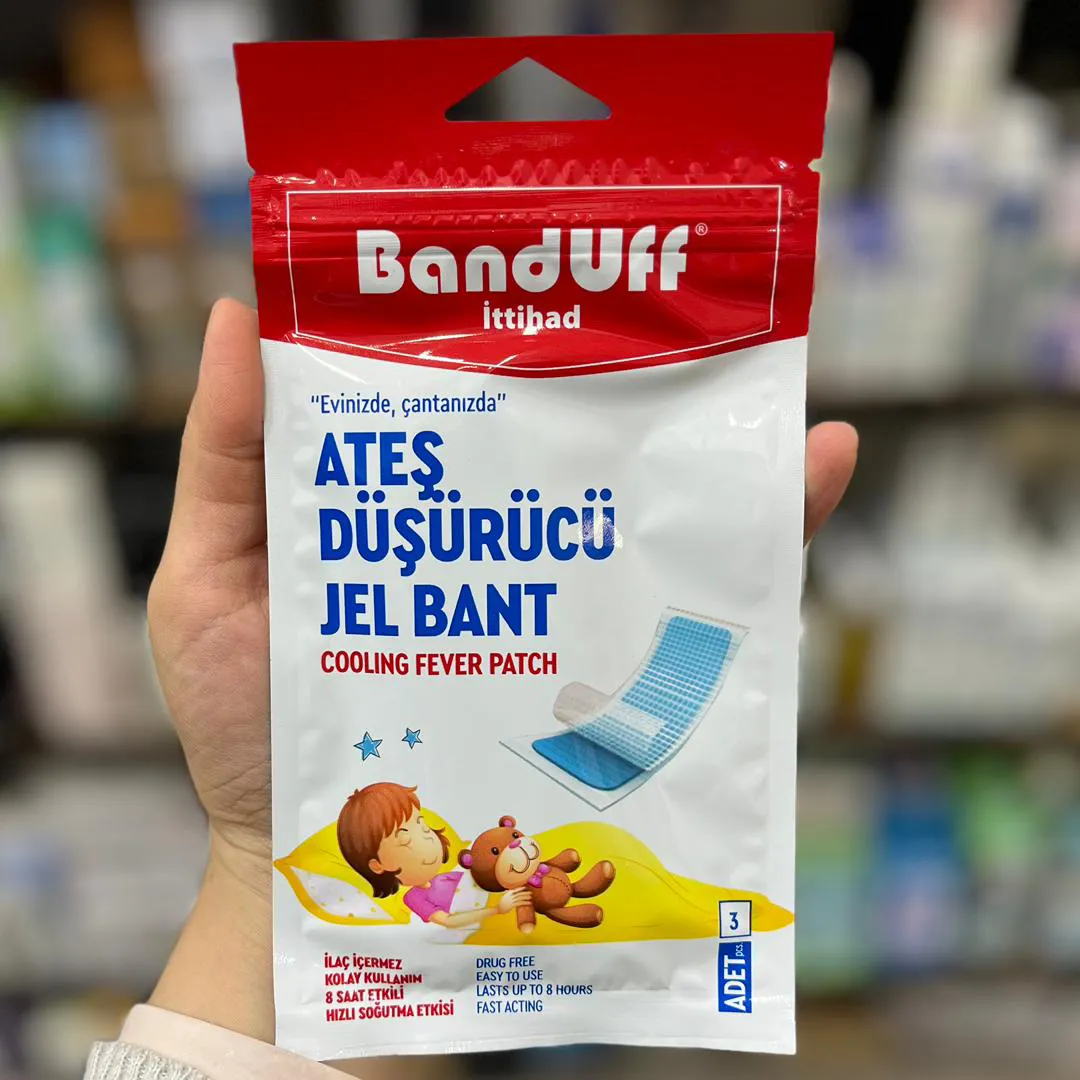 BandUff®
İttihad
“Evinizde, çantanızda”
ATEŞ
DÜŞÜRÜCÜ
JEL BANT
COOLING FEVER PATCH
İLAÇ İÇERMEZ
KOLAY KULLANIM
8 SAAT ETKİLİ
HIZLI SOĞUTMA ETKİSİ
DRUG FREE
EASY TO USE
LASTS UP TO 8 HOURS
FAST ACTING
3
ADET pcs